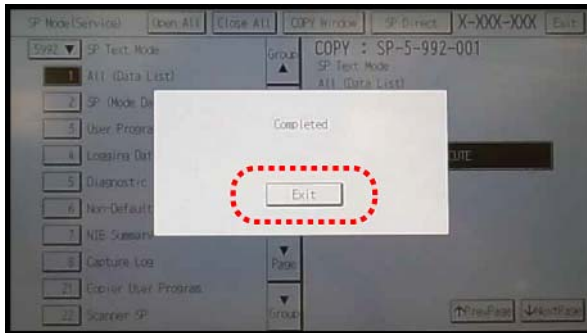 SP Mode(Service) Open All Close All COPY Window SP Direct X-XXX-XXX Exit
5992 ▼ SP Text Mode
1 All (Data List)
2 SP (Mode Da
3 User Progra
4 Logging Dat
5 Diagnostic
6 Non-Default
7 NIB Summary
8 Capture Log
21 Copier User Program
22 Scanner SP
Group
▲
▼
Page
▼
Group
COPY : SP-5-992-001
SP Text Mode
All (Data List)
CUTE
↑PrevPage ↓NextPage
Completed
Exit